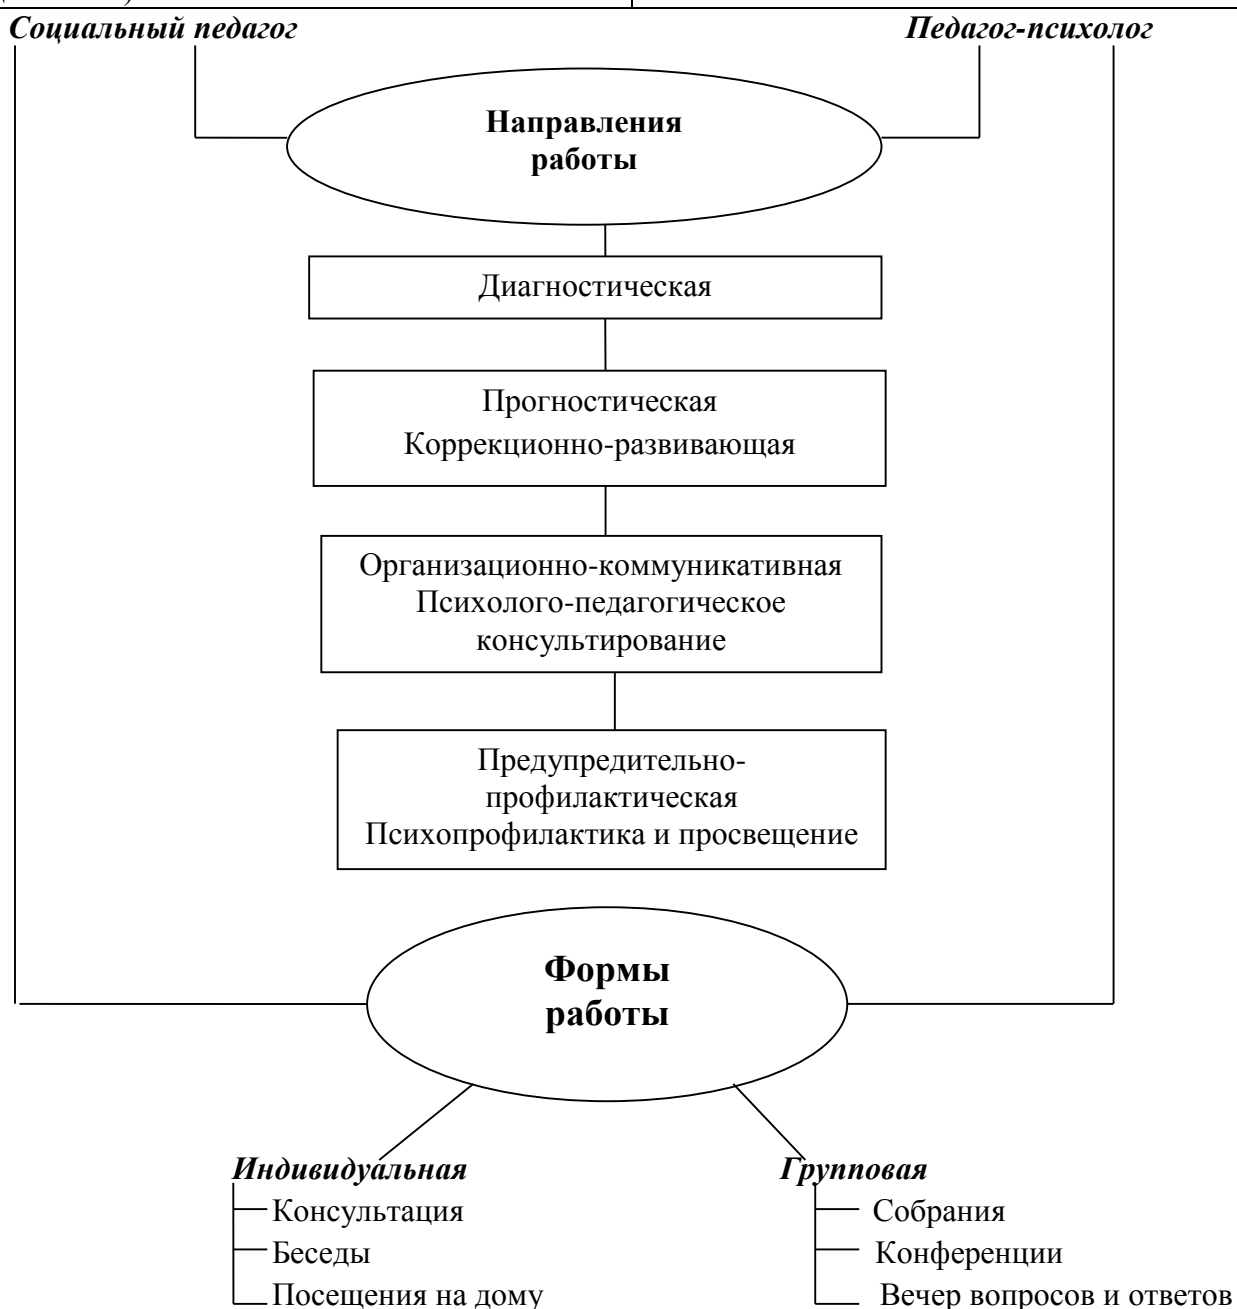 Социальный педагог
Педагог-психолог
Направления
работы
Диагностическая
Прогностическая
Коррекционно-развивающая
Организационно-коммуникативная
Психолого-педагогическое
консультирование
Предупредительно-
профилактическая
Психопрофилактика и просвещение
Формы
работы
Индивидуальная
Консультация
Беседы
Посещения на дому
Групповая
Собрания
Конференции
Вечер вопросов и ответов